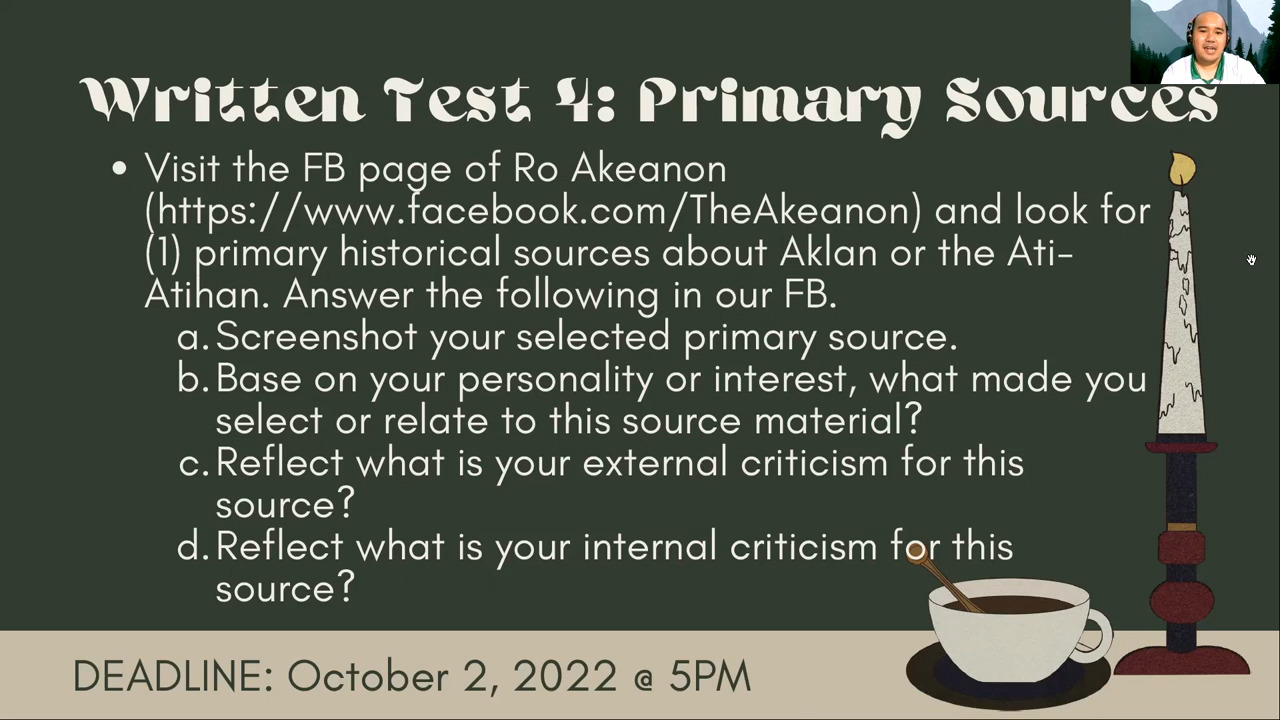 Written Test 4: Primary Sources
• Visit the FB page of Ro Akeanon
(https://www.facebook.com/TheAkeanon) and look for
(1) primary historical sources about Aklan or the Ati-
Atihan. Answer the following in our FB.
a. Screenshot your selected primary source.
b. Base on your personality or interest, what made you
select or relate to this source material?
c. Reflect what is your external criticism for this
source?
d. Reflect what is your internal criticism for this
source?
DEADLINE: October 2, 2022 @ 5PM